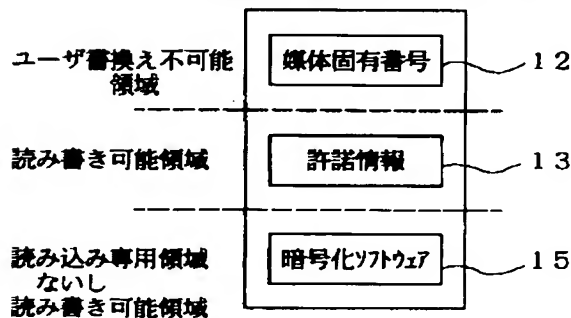 ユーザ書換え不可能
領域
媒体固有番号
12
読み書き可能領域
許諾情報
13
読み込み専用領域
ないし
読み書き可能領域
暗号化ソフトウェア
15